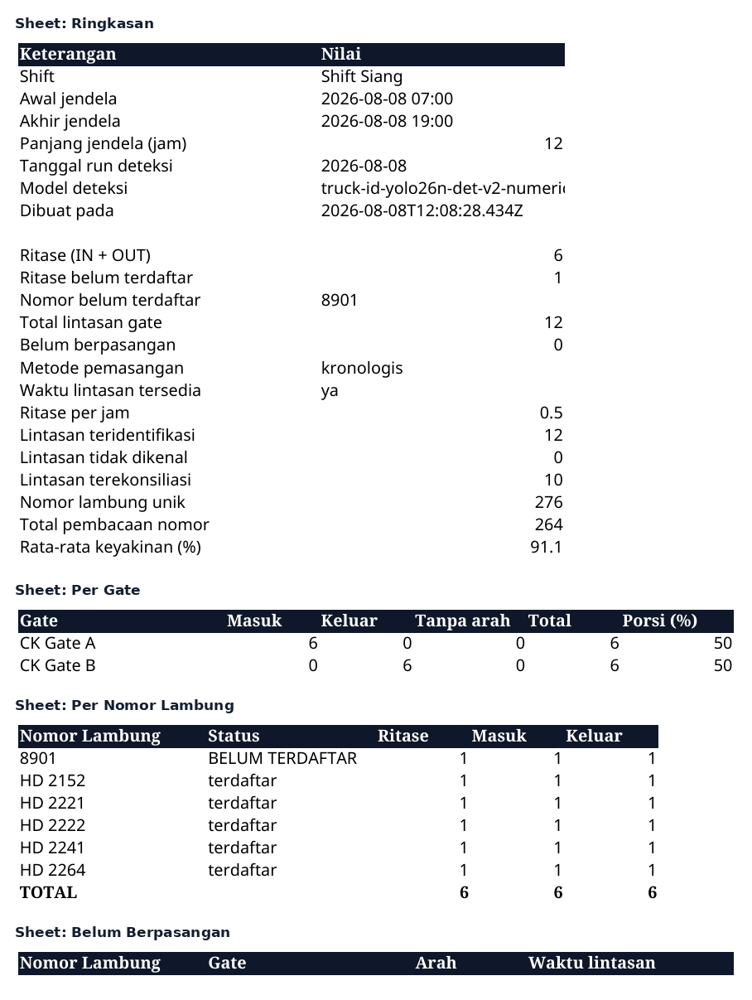 Sheet: Ringkasan
Keterangan Nilai
Shift Shift Siang
Awal jendela 2026-08-08 07:00
Akhir jendela 2026-08-08 19:00
Panjang jendela (jam) 12
Tanggal run deteksi 2026-08-08
Model deteksi truck-id-yolo26n-det-v2-numeric
Dibuat pada 2026-08-08T12:08:28.434Z
Ritase (IN + OUT) 6
Ritase belum terdaftar 1
Nomor belum terdaftar 8901
Total lintasan gate 12
Belum berpasangan 0
Metode pemasangan kronologis
Waktu lintasan tersedia ya
Ritase per jam 0.5
Lintasan teridentifikasi 12
Lintasan tidak dikenal 0
Lintasan terekonsiliasi 10
Nomor lambung unik 276
Total pembacaan nomor 264
Rata-rata keyakinan (%) 91.1
Sheet: Per Gate
Gate Masuk Keluar Tanpa arah Total Porsi (%)
CK Gate A 6 0 0 6 50
CK Gate B 0 6 0 6 50
Sheet: Per Nomor Lambung
Nomor Lambung Status Ritase Masuk Keluar
8901 BELUM TERDAFTAR 1 1 1
HD 2152 terdaftar 1 1 1
HD 2221 terdaftar 1 1 1
HD 2222 terdaftar 1 1 1
HD 2241 terdaftar 1 1 1
HD 2264 terdaftar 1 1 1
TOTAL 6 6 6
Sheet: Belum Berpasangan
Nomor Lambung Gate Arah Waktu lintasan